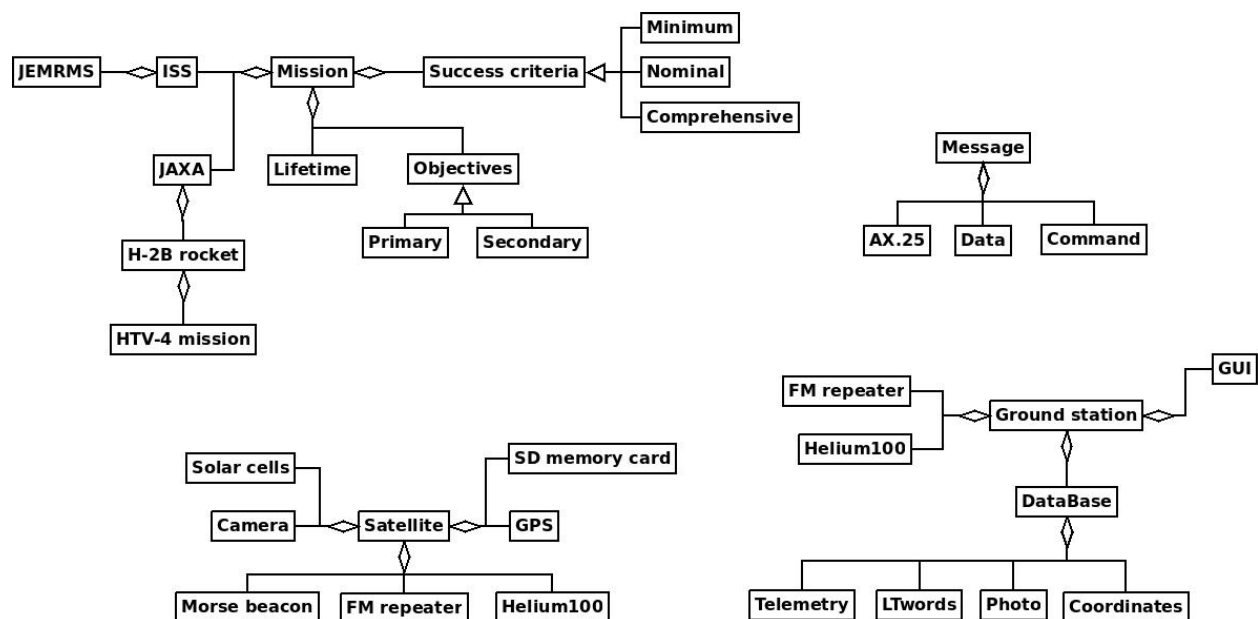 Minimum
JEMRMS
ISS
Mission
Success criteria
Nominal
Comprehensive
JAXA
Lifetime
Objectives
Primary
Secondary
H-2B rocket
HTV-4 mission
Message
AX.25
Data
Command
GUI
FM repeater
Ground station
Helium100
DataBase
Telemetry
LTwords
Photo
Coordinates
Solar cells
SD memory card
Camera
Satellite
GPS
Morse beacon
FM repeater
Helium100